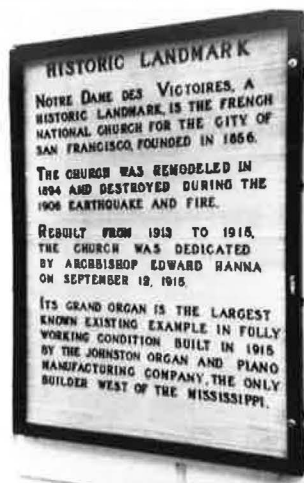 HISTORIC LANDMARK
NOTRE DAME DES VICTOIRES, A
HISTORIC LANDMARK, IS THE FRENCH
NATIONAL CHURCH FOR THE CITY OF
SAN FRANCISCO, FOUNDED IN 1856.
THE CHURCH WAS REMODELED IN
1894 AND DESTROYED DURING THE
1906 EARTHQUAKE AND FIRE.
REBUILT FROM 1913 TO 1915,
THE CHURCH WAS DEDICATED
BY ARCHBISHOP EDWARD HANNA
ON SEPTEMBER 12, 1915.
ITS GRAND ORGAN IS THE LARGEST
KNOWN EXISTING EXAMPLE IN FULLY
WORKING CONDITION BUILT IN 1915
BY THE JOHNSTON ORGAN AND PIANO
MANUFACTURING COMPANY, THE ONLY
BUILDER WEST OF THE MISSISSIPPI.